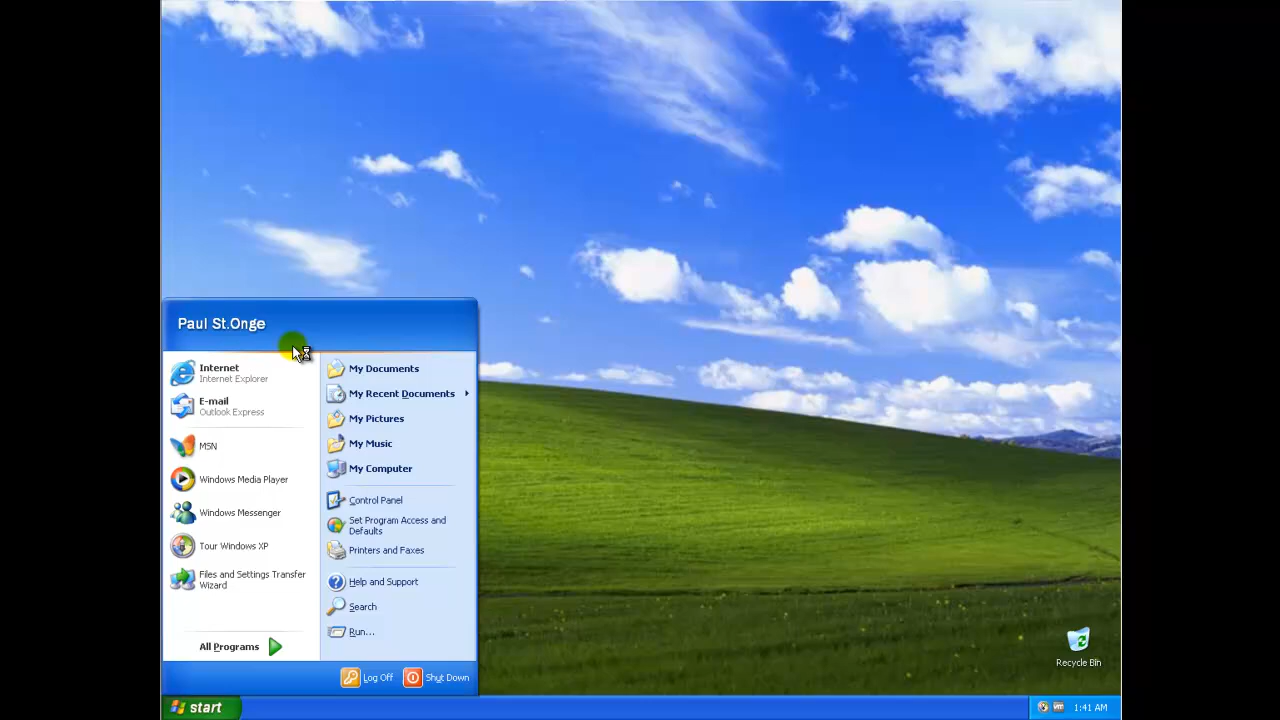 Paul St.Onge
Internet
Internet Explorer
E-mail
Outlook Express
MSN
Windows Media Player
Windows Messenger
Tour Windows XP
Files and Settings Transfer
Wizard
All Programs
My Documents
My Recent Documents
My Pictures
My Music
My Computer
Control Panel
Set Program Access and
Defaults
Printers and Faxes
Help and Support
Search
Run...
Log Off
Shut Down
Recycle Bin
start
1:41 AM